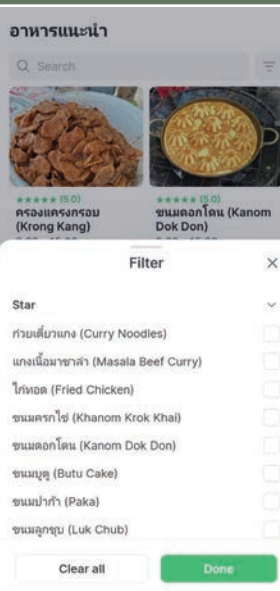 อาหารแนะนำ
Search
★★★★★ (5.0)
ครองแครงกรอบ
(Krong Kang)
★★★★★ (5.0)
ขนมดอกโดน (Kanom
Dok Don)
Filter
Star
ก๋วยเตี๋ยวแกง (Curry Noodles)
แกงเนื้อมาซาล่า (Masala Beef Curry)
ไก่ทอด (Fried Chicken)
ขนมครกไข่ (Khanom Krok Khai)
ขนมดอกโดน (Kanom Dok Don)
ขนมบูตู (Butu Cake)
ขนมปาก้า (Paka)
ขนมลูกชุบ (Luk Chub)
Clear all
Done